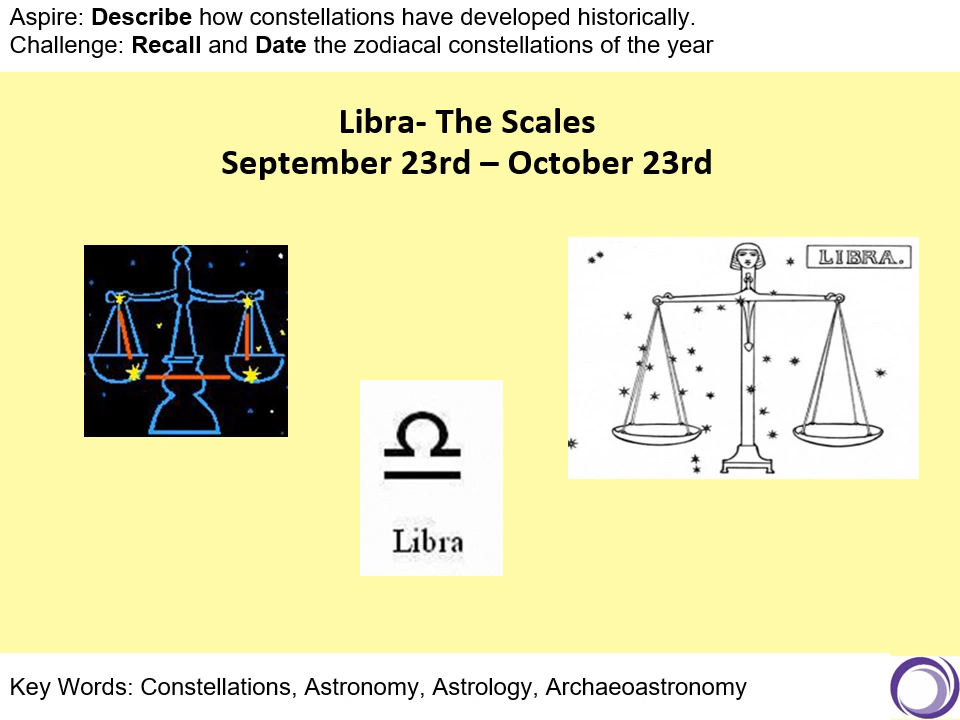 Aspire: Describe how constellations have developed historically.
Challenge: Recall and Date the zodiacal constellations of the year
Libra- The Scales
September 23rd – October 23rd
LIBRA.
Libra
Key Words: Constellations, Astronomy, Astrology, Archaeoastronomy